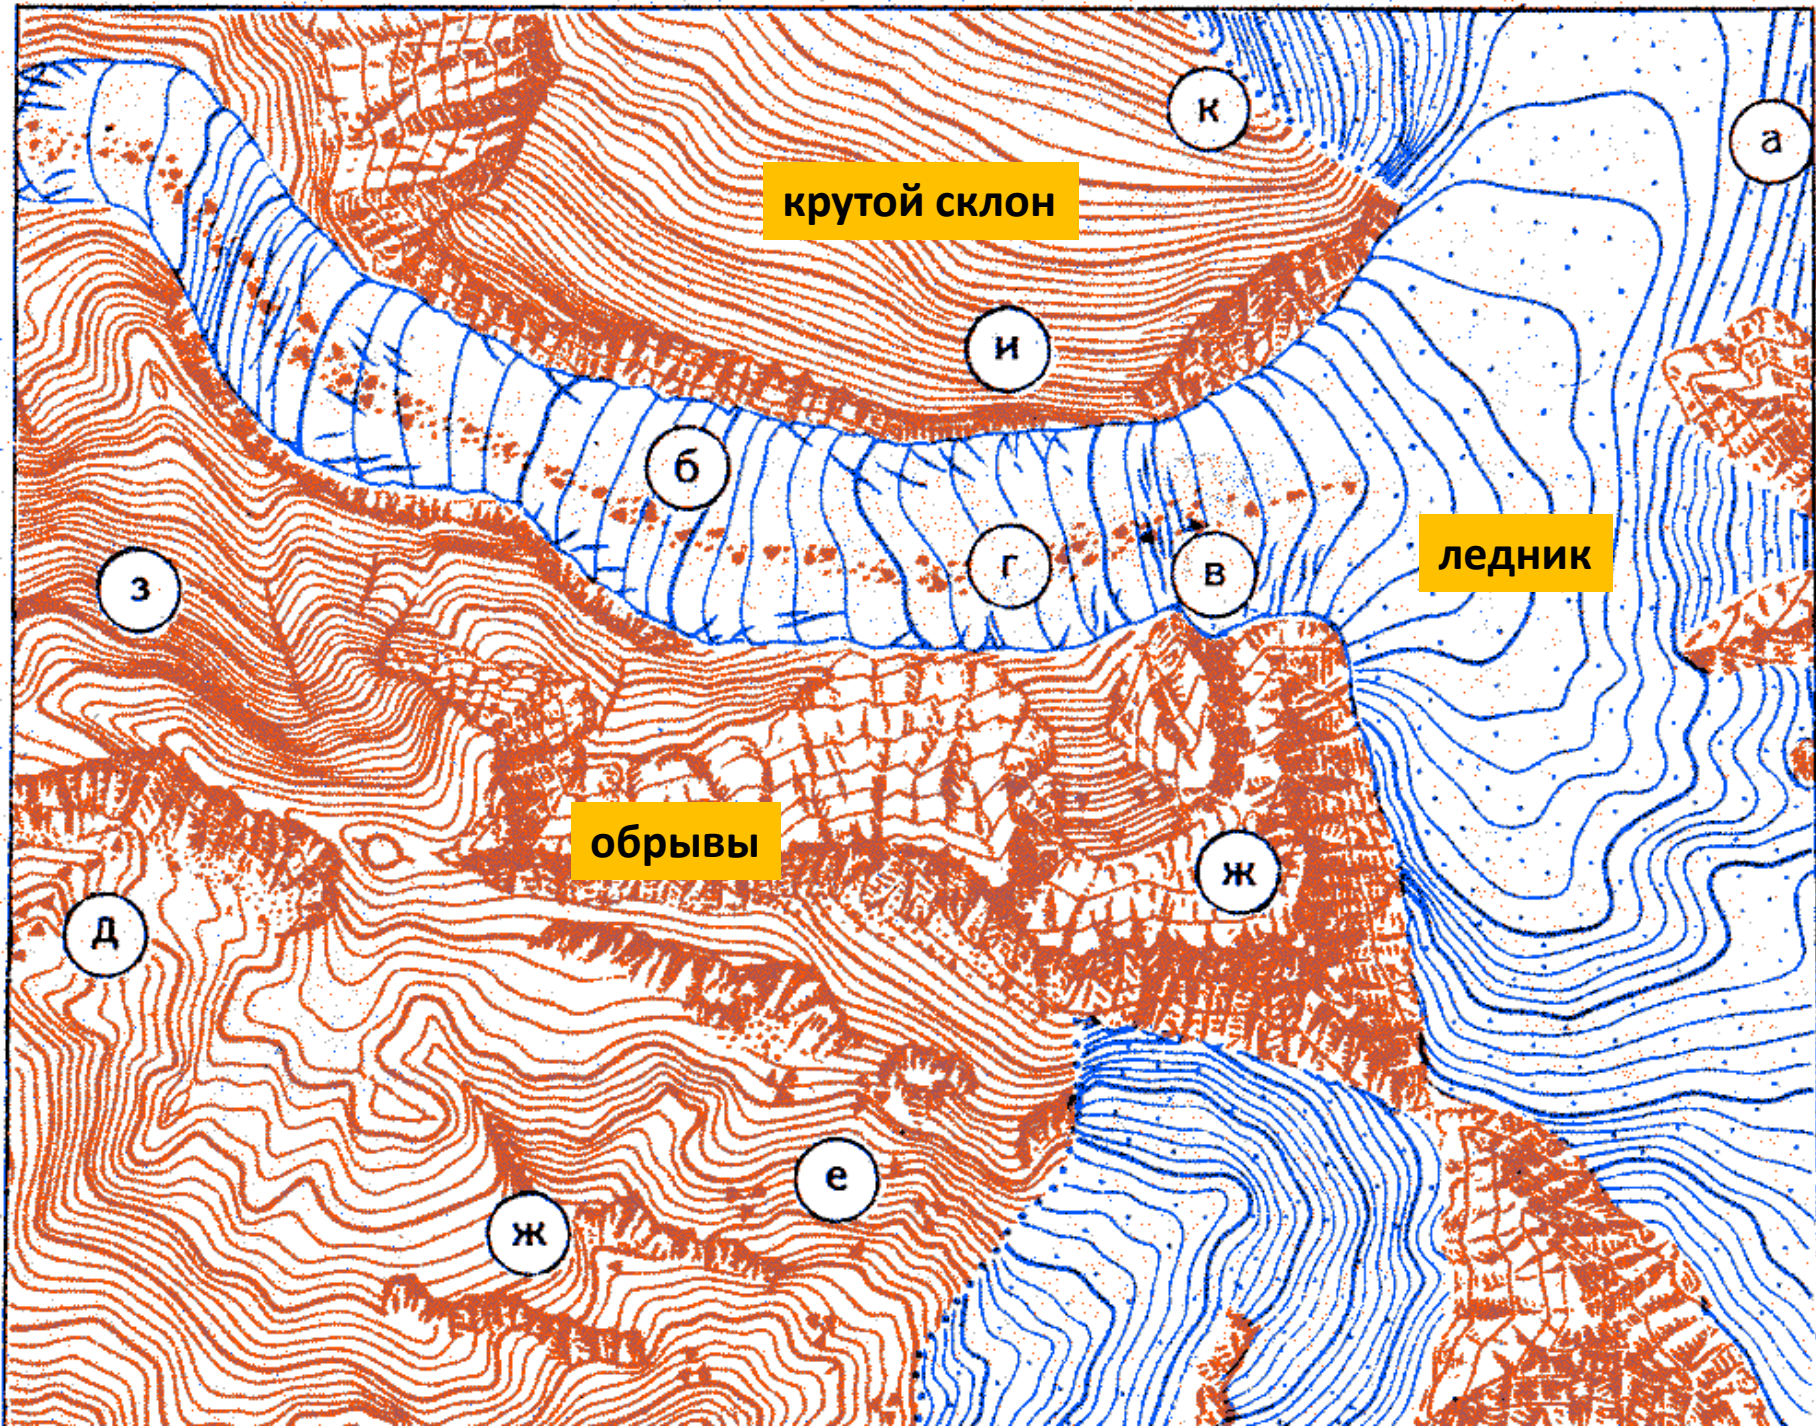 к
а
крутой склон
и
б
г
в
ледник
з
обрывы
ж
д
е
ж